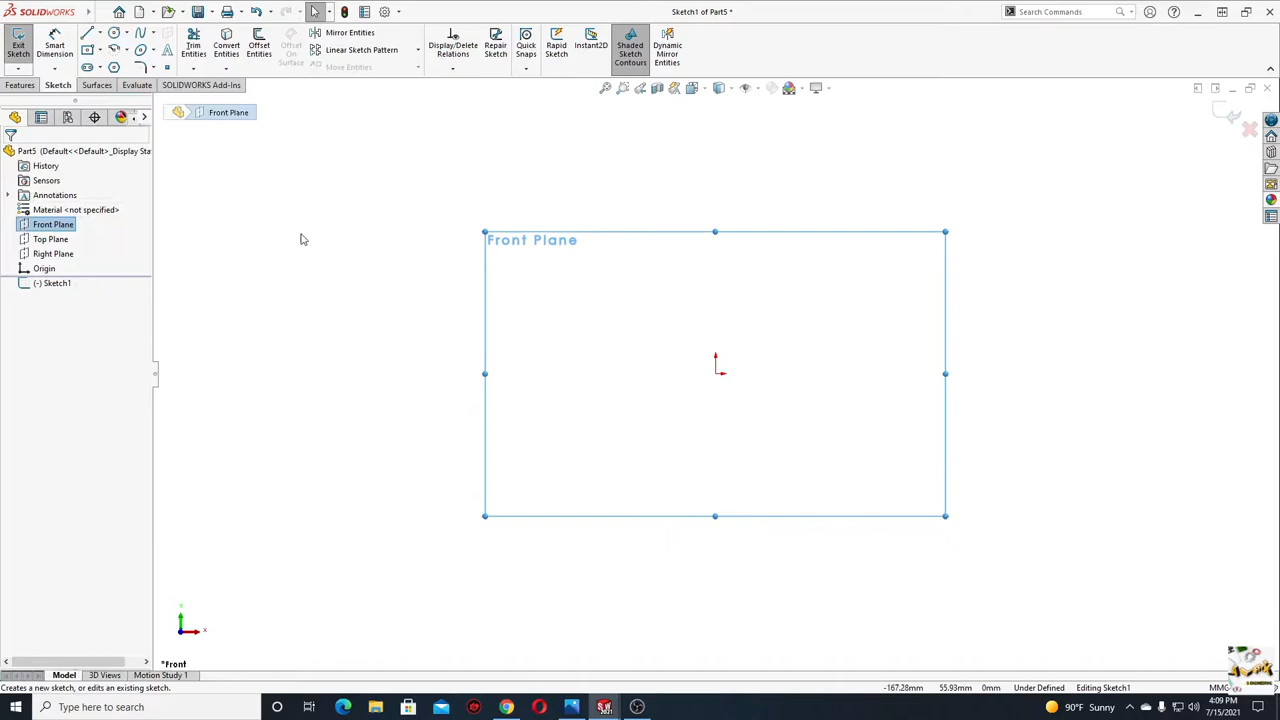 SOLIDWORKS
Sketch1 of Part5 *
Search Commands
Exit Sketch
Smart Dimension
Trim Entities
Convert Entities
Offset Entities
Offset On Surface
Mirror Entities
Linear Sketch Pattern
Move Entities
Display/Delete Relations
Repair Sketch
Quick Snaps
Rapid Sketch
Instant2D
Shaded Sketch Contours
Dynamic Mirror Entities
Features
Sketch
Surfaces
Evaluate
SOLIDWORKS Add-Ins
Front Plane
Part5 (Default<<Default>_Display Sta
History
Sensors
Annotations
Material <not specified>
Front Plane
Top Plane
Right Plane
Origin
(-) Sketch1
Front Plane
*Front
Model
3D Views
Motion Study 1
Creates a new sketch, or edits an existing sketch.
-167.28mm
55.93mm
0mm
Under Defined
Editing Sketch1
Type here to search
90°F Sunny
4:09 PM
7/15/2021